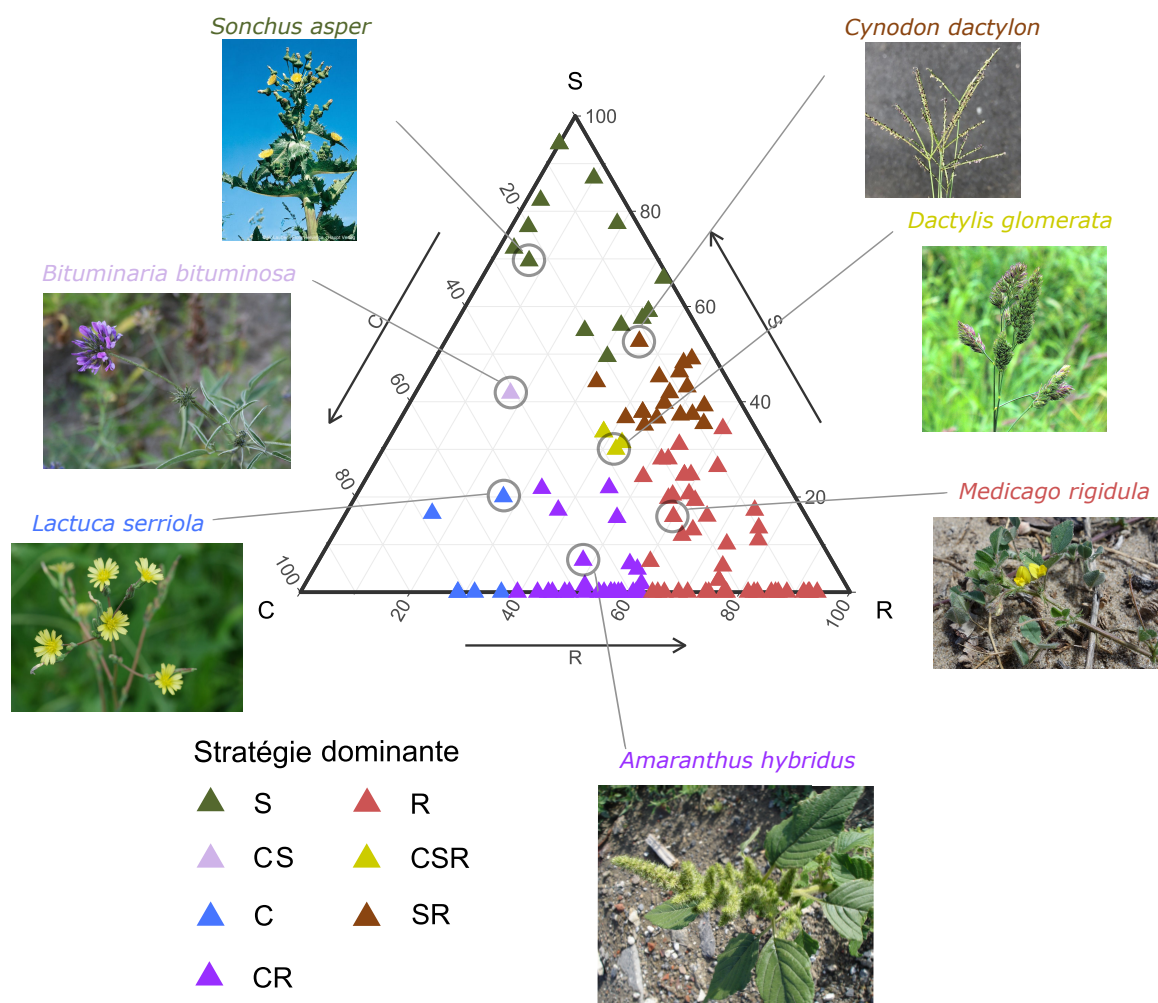 Sonchus asper
Cynodon dactylon
S
100
Dactylis glomerata
20
80
Bituminaria bituminosa
40
60
C
S
60
40
80
20
Medicago rigidula
Lactuca serriola
100
C
20
40
60
80
100
R
R
Amaranthus hybridus
Stratégie dominante
S
R
CS
CSR
C
SR
CR